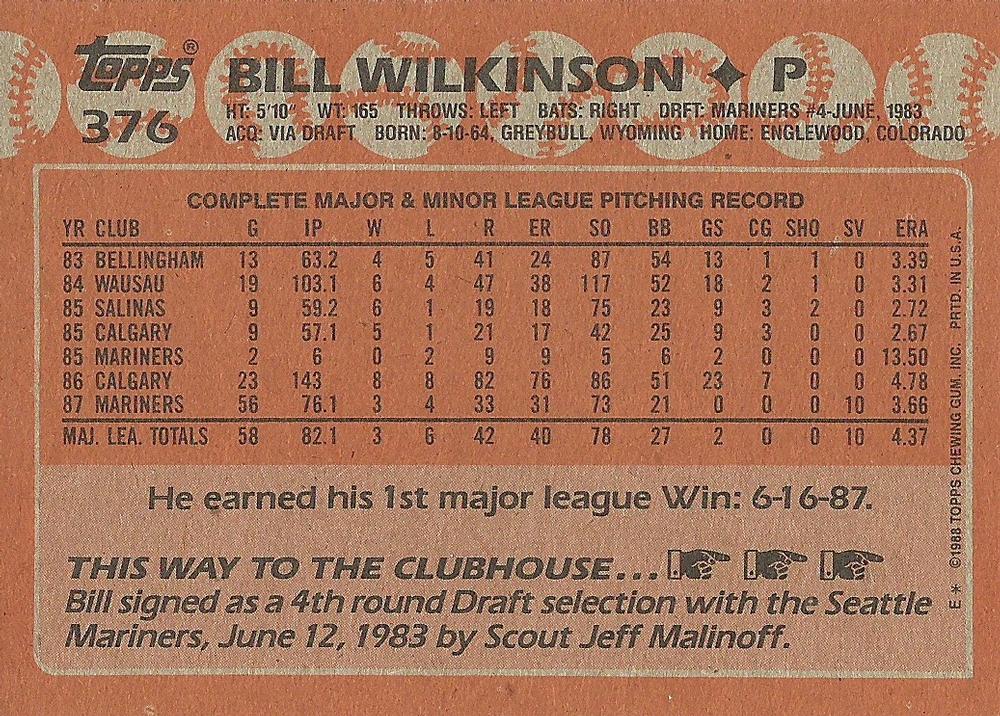 Topps®
376
BILL WILKINSON ✦ P
HT: 5'10" WT: 165 THROWS: LEFT BATS: RIGHT DRFT: MARINERS #4-JUNE, 1983
ACQ: VIA DRAFT BORN: 8-10-64, GREYBULL, WYOMING HOME: ENGLEWOOD, COLORADO
COMPLETE MAJOR & MINOR LEAGUE PITCHING RECORD
YR CLUB G IP W L R ER SO BB GS CG SHO SV ERA
83 BELLINGHAM 13 63.2 4 5 41 24 87 54 13 1 1 0 3.39
84 WAUSAU 19 103.1 6 4 47 38 117 52 18 2 1 0 3.31
85 SALINAS 9 59.2 6 1 19 18 75 23 9 3 2 0 2.72
85 CALGARY 9 57.1 5 1 21 17 42 25 9 3 0 0 2.67
85 MARINERS 2 6 0 2 9 9 5 6 2 0 0 0 13.50
86 CALGARY 23 143 8 8 82 76 86 51 23 7 0 0 4.78
87 MARINERS 56 76.1 3 4 33 31 73 21 0 0 0 10 3.66
MAJ. LEA. TOTALS 58 82.1 3 6 42 40 78 27 2 0 0 10 4.37
He earned his 1st major league Win: 6-16-87.
THIS WAY TO THE CLUBHOUSE...
Bill signed as a 4th round Draft selection with the Seattle
Mariners, June 12, 1983 by Scout Jeff Malinoff.
E * ©1988 TOPPS CHEWING GUM, INC. PRTD. IN U.S.A.